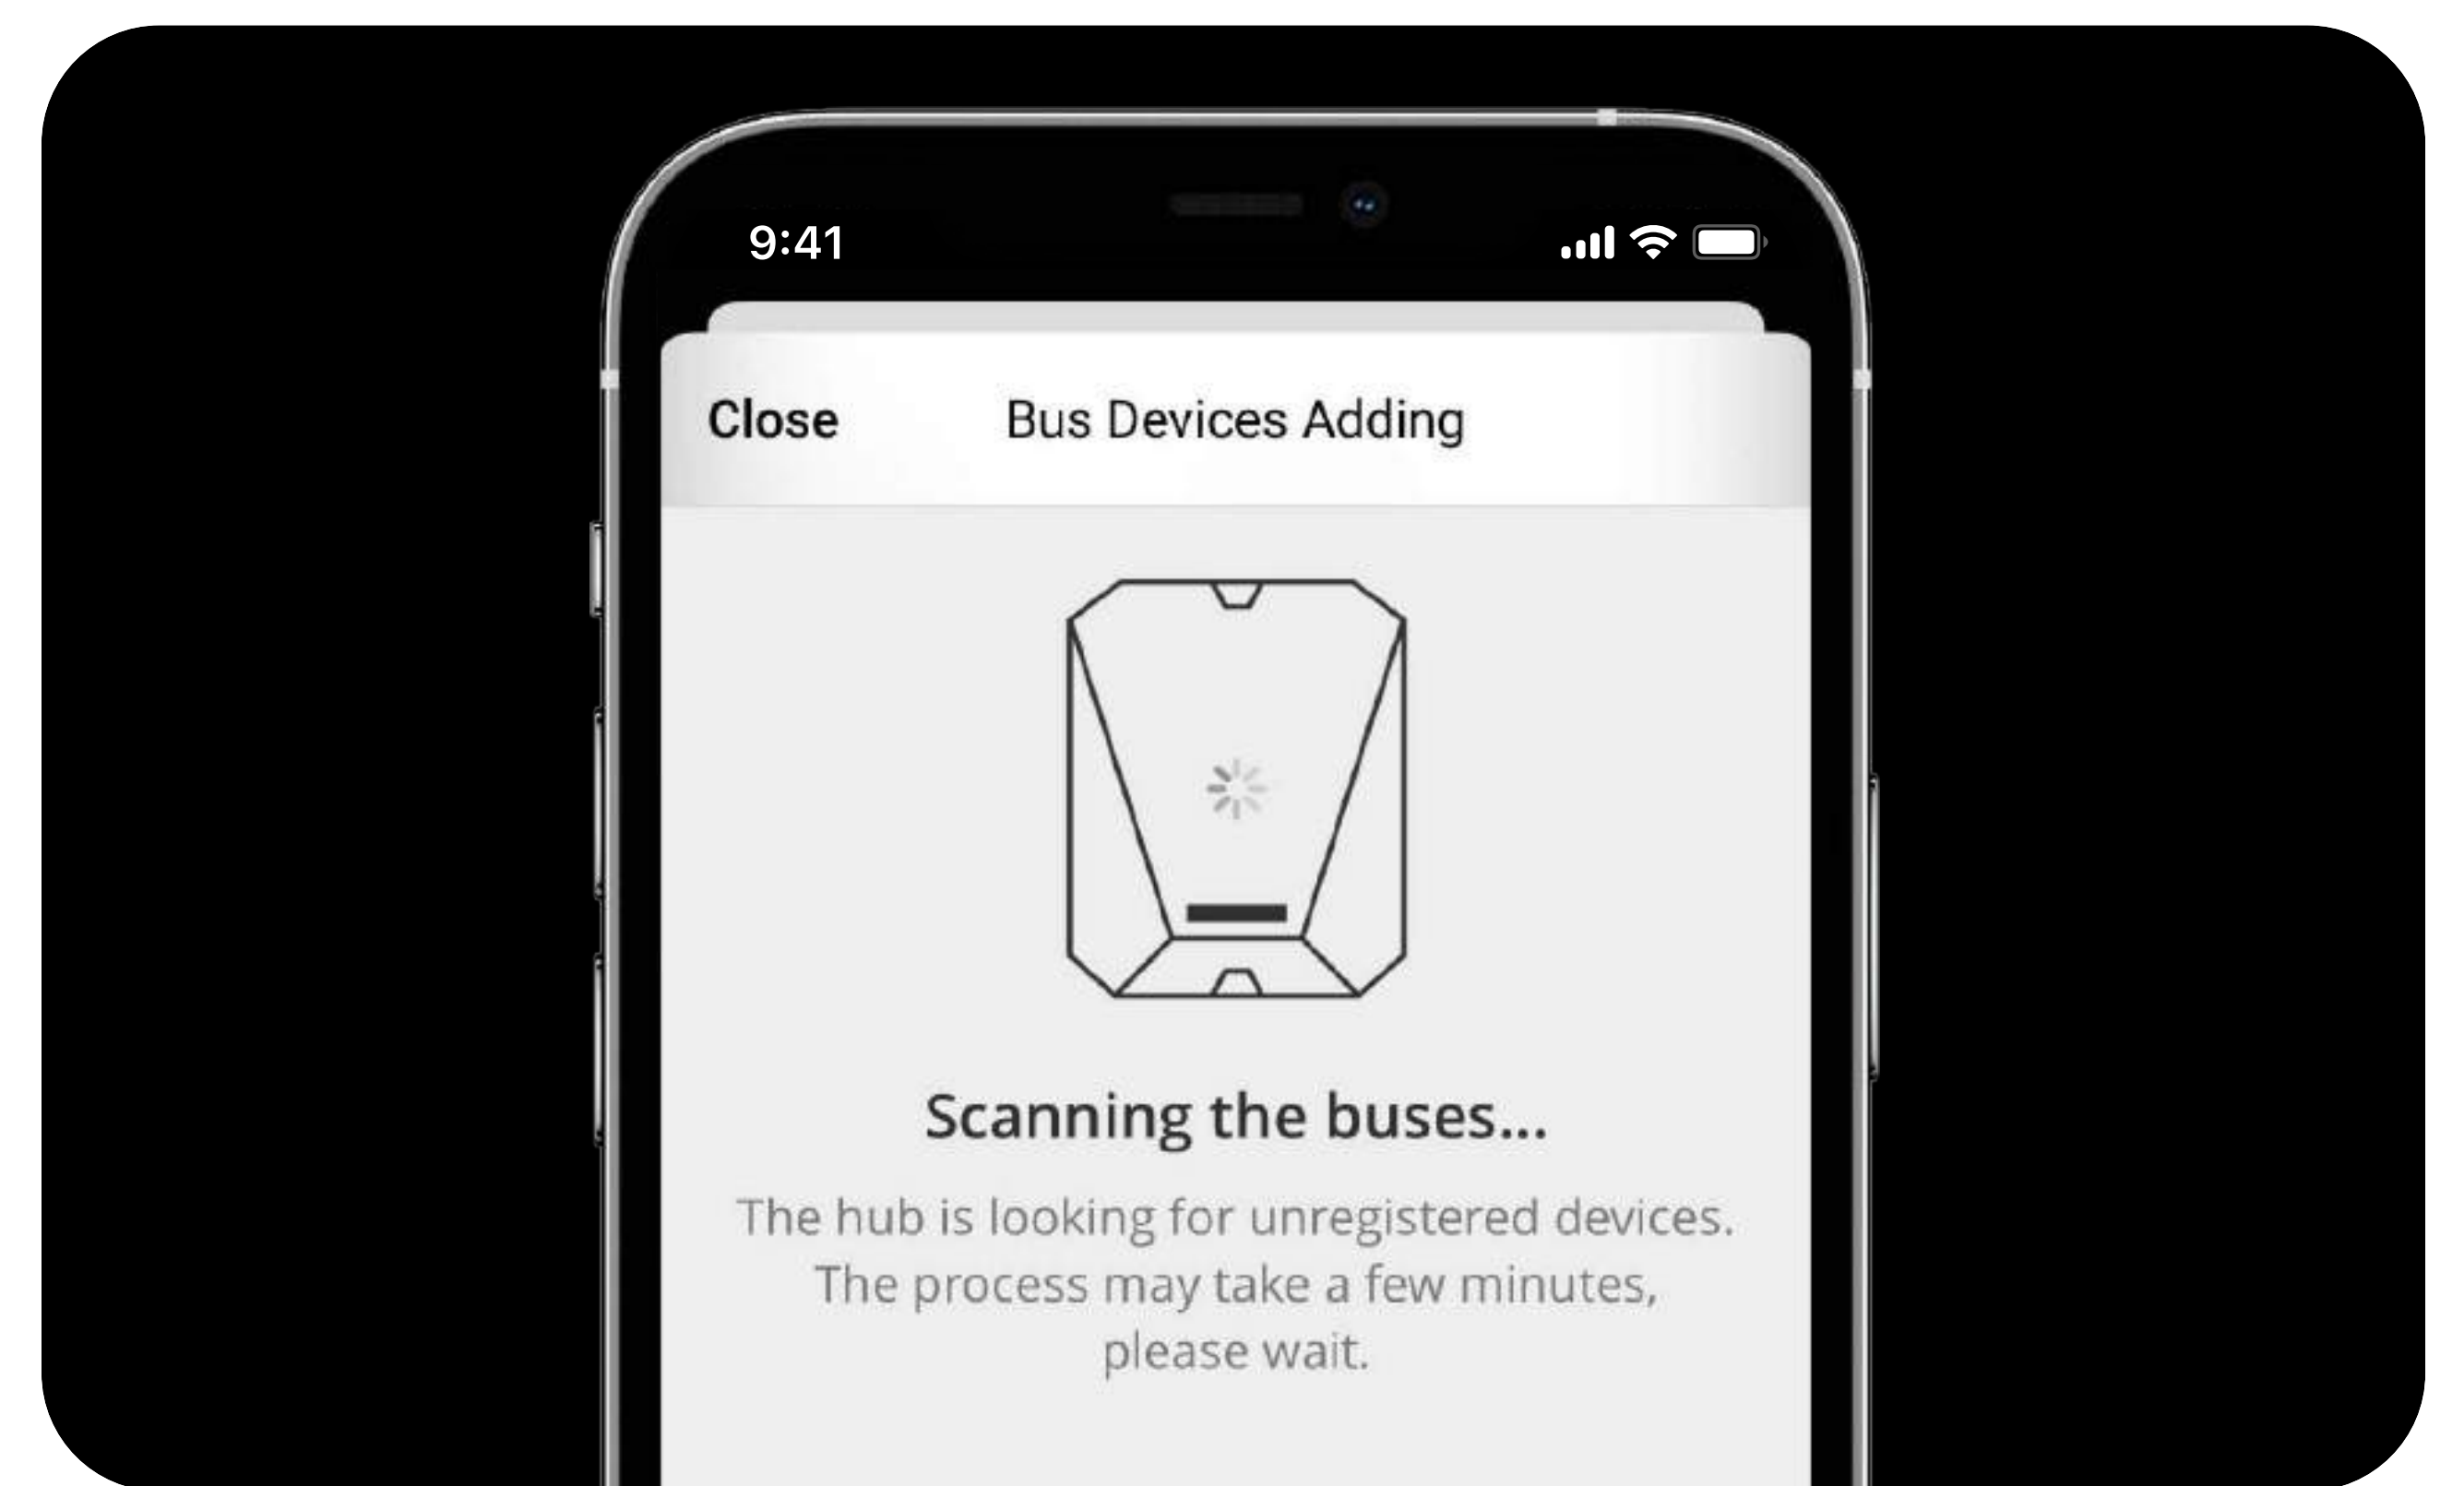 9:41
Close
Bus Devices Adding
Scanning the buses...
The hub is looking for unregistered devices.
The process may take a few minutes,
please wait.